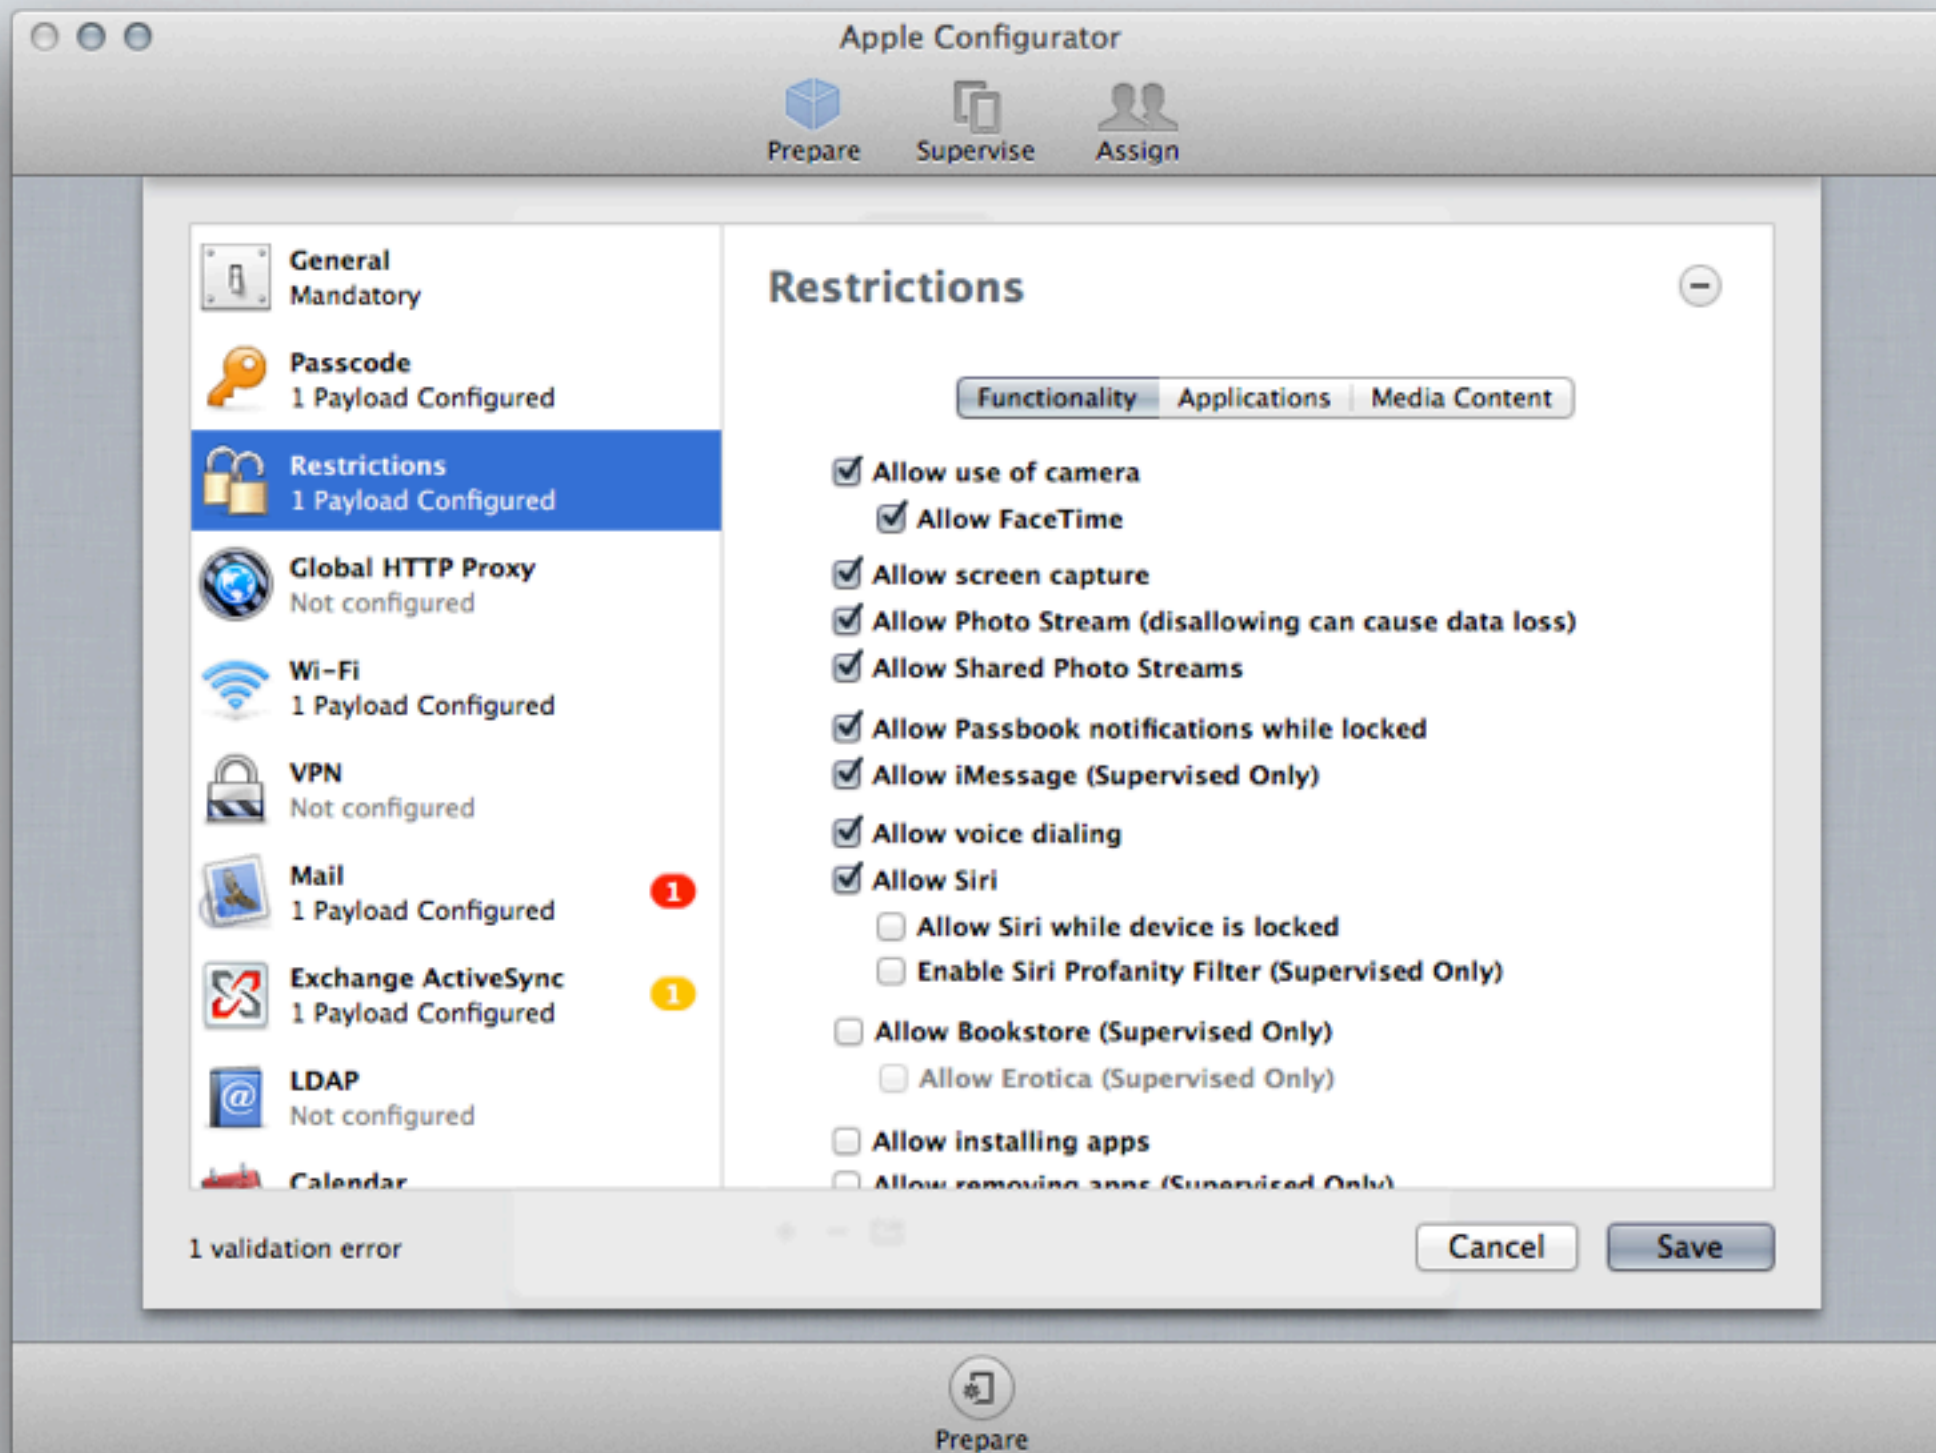 Apple Configurator
Prepare
Supervise
Assign
General
Mandatory
Passcode
1 Payload Configured
Restrictions
1 Payload Configured
Global HTTP Proxy
Not configured
Wi-Fi
1 Payload Configured
VPN
Not configured
Mail
1 Payload Configured
1
Exchange ActiveSync
1 Payload Configured
1
LDAP
Not configured
Calendar
Restrictions
Functionality
Applications
Media Content
Allow use of camera
Allow FaceTime
Allow screen capture
Allow Photo Stream (disallowing can cause data loss)
Allow Shared Photo Streams
Allow Passbook notifications while locked
Allow iMessage (Supervised Only)
Allow voice dialing
Allow Siri
Allow Siri while device is locked
Enable Siri Profanity Filter (Supervised Only)
Allow Bookstore (Supervised Only)
Allow Erotica (Supervised Only)
Allow installing apps
Allow removing apps (Supervised Only)
1 validation error
Cancel
Save
Prepare